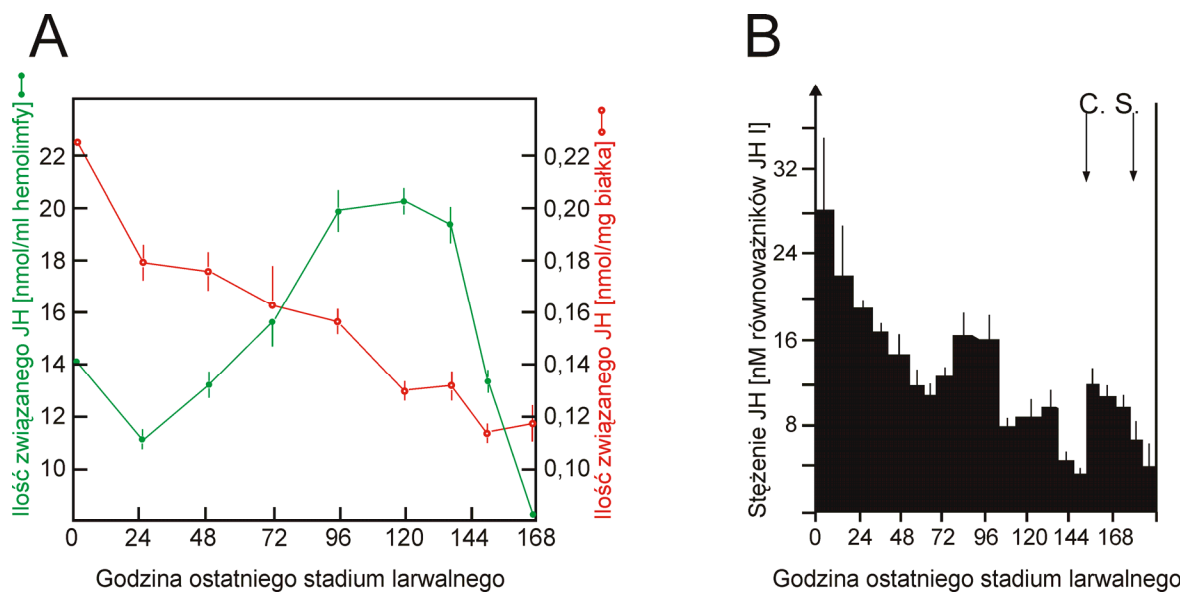 A
Ilość związanego JH [nmol/ml hemolimfy]
22
20
18
16
14
12
10
0,22
0,20
0,18
0,16
0,14
0,12
0,10
Ilość związanego JH [nmol/mg białka]
0 24 48 72 96 120 144 168
Godzina ostatniego stadium larwalnego
B
C. S.
Stężenie JH [nM równoważników JH I]
32
24
16
8
0 24 72 96 120 144 168
Godzina ostatniego stadium larwalnego